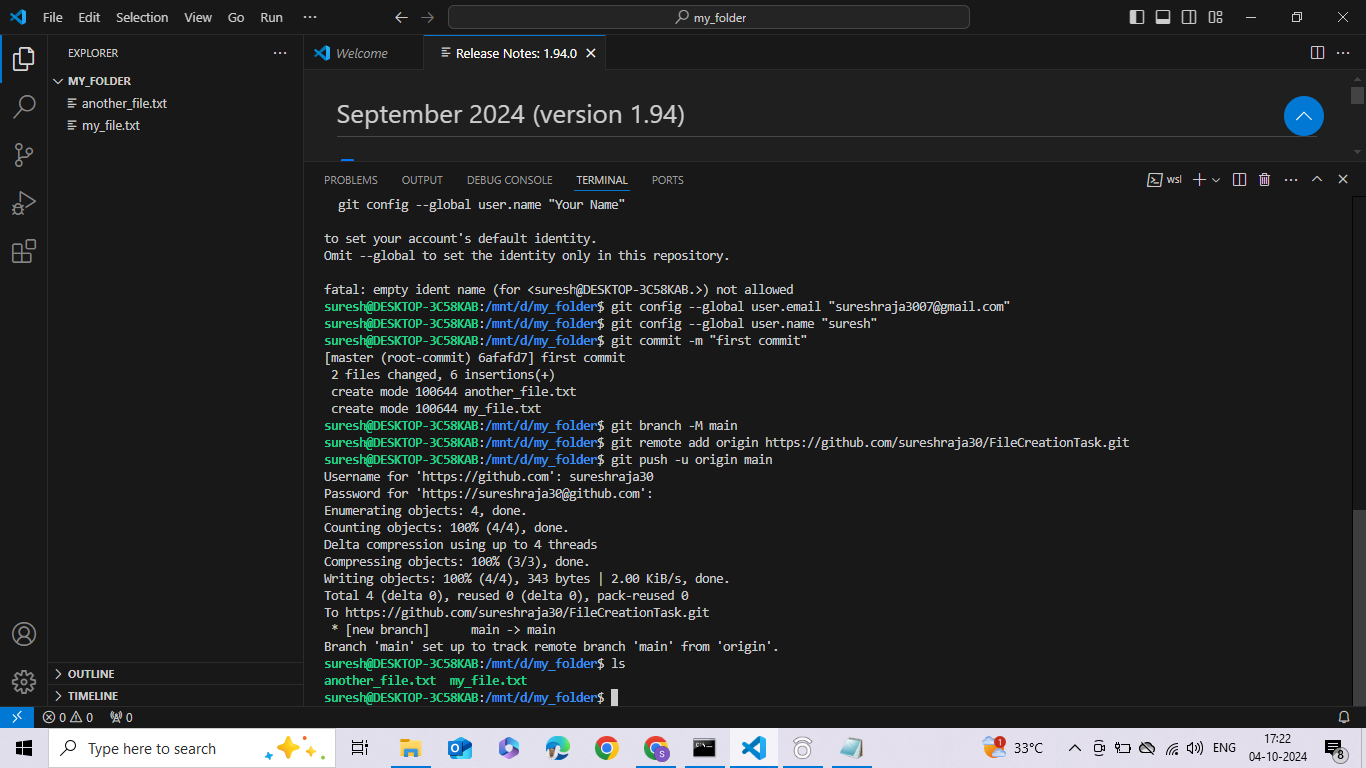 File Edit Selection View Go Run ··· my_folder
EXPLORER ···
MY_FOLDER
another_file.txt
my_file.txt
OUTLINE
TIMELINE
Welcome Release Notes: 1.94.0
September 2024 (version 1.94)
PROBLEMS OUTPUT DEBUG CONSOLE TERMINAL PORTS wsl
git config --global user.name "Your Name"
to set your account's default identity.
Omit --global to set the identity only in this repository.
fatal: empty ident name (for <suresh@DESKTOP-3C58KAB.>) not allowed
suresh@DESKTOP-3C58KAB:/mnt/d/my_folder$ git config --global user.email "sureshraja3007@gmail.com"
suresh@DESKTOP-3C58KAB:/mnt/d/my_folder$ git config --global user.name "suresh"
suresh@DESKTOP-3C58KAB:/mnt/d/my_folder$ git commit -m "first commit"
[master (root-commit) 6afafd7] first commit
2 files changed, 6 insertions(+)
create mode 100644 another_file.txt
create mode 100644 my_file.txt
suresh@DESKTOP-3C58KAB:/mnt/d/my_folder$ git branch -M main
suresh@DESKTOP-3C58KAB:/mnt/d/my_folder$ git remote add origin https://github.com/sureshraja30/FileCreationTask.git
suresh@DESKTOP-3C58KAB:/mnt/d/my_folder$ git push -u origin main
Username for 'https://github.com': sureshraja30
Password for 'https://sureshraja30@github.com':
Enumerating objects: 4, done.
Counting objects: 100% (4/4), done.
Delta compression using up to 4 threads
Compressing objects: 100% (3/3), done.
Writing objects: 100% (4/4), 343 bytes | 2.00 KiB/s, done.
Total 4 (delta 0), reused 0 (delta 0), pack-reused 0
To https://github.com/sureshraja30/FileCreationTask.git
* [new branch] main -> main
Branch 'main' set up to track remote branch 'main' from 'origin'.
suresh@DESKTOP-3C58KAB:/mnt/d/my_folder$ ls
another_file.txt my_file.txt
suresh@DESKTOP-3C58KAB:/mnt/d/my_folder$
0 0 0
Type here to search 1 33°C ENG 17:22
04-10-2024 8